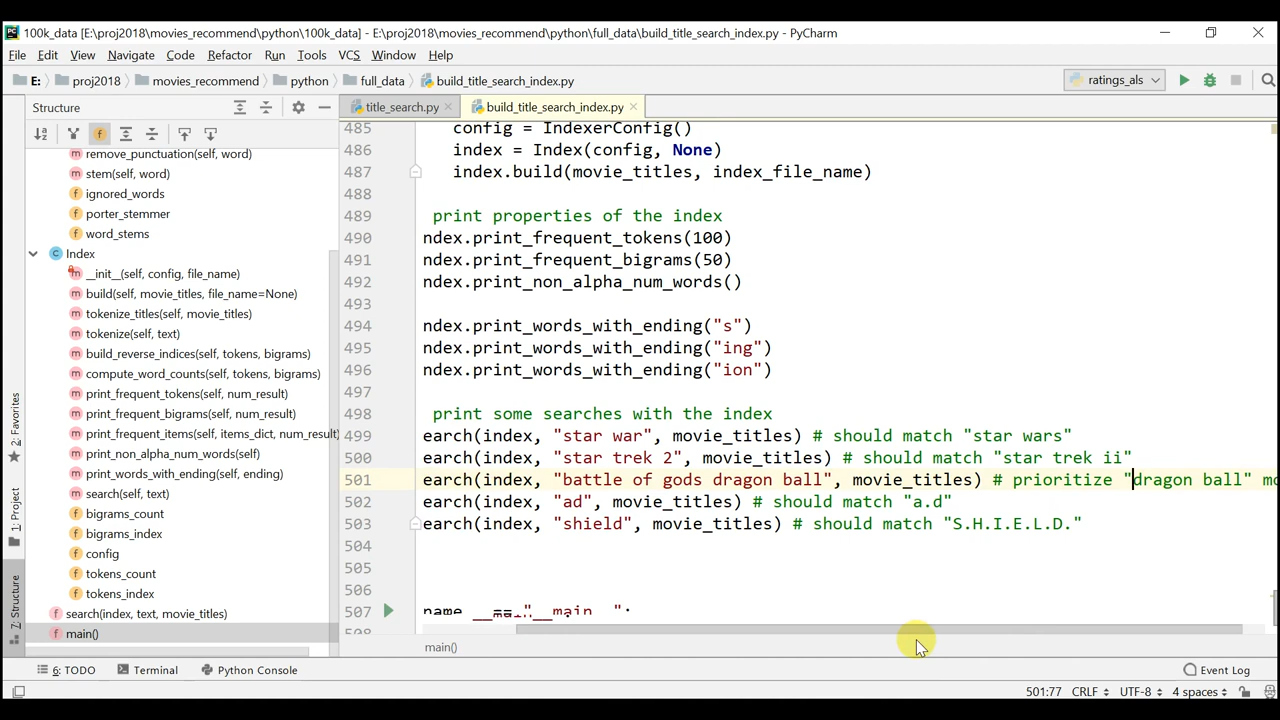 100k_data [E:\proj2018\movies_recommend\python\100k_data] - E:\proj2018\movies_recommend\python\full_data\build_title_search_index.py - PyCharm
File Edit View Navigate Code Refactor Run Tools VCS Window Help
E: proj2018 movies_recommend python full_data build_title_search_index.py ratings_als
Structure
title_search.py build_title_search_index.py
remove_punctuation(self, word)
stem(self, word)
ignored_words
porter_stemmer
word_stems
Index
__init__(self, config, file_name)
build(self, movie_titles, file_name=None)
tokenize_titles(self, movie_titles)
tokenize(self, text)
build_reverse_indices(self, tokens, bigrams)
compute_word_counts(self, tokens, bigrams)
print_frequent_tokens(self, num_result)
print_frequent_bigrams(self, num_result)
print_frequent_items(self, items_dict, num_result)
print_non_alpha_num_words(self)
print_words_with_ending(self, ending)
search(self, text)
bigrams_count
bigrams_index
config
tokens_count
tokens_index
search(index, text, movie_titles)
main()
485 config = IndexerConfig()
486 index = Index(config, None)
487 index.build(movie_titles, index_file_name)
488
489 print properties of the index
490 ndex.print_frequent_tokens(100)
491 ndex.print_frequent_bigrams(50)
492 ndex.print_non_alpha_num_words()
493
494 ndex.print_words_with_ending("s")
495 ndex.print_words_with_ending("ing")
496 ndex.print_words_with_ending("ion")
497
498 print some searches with the index
499 earch(index, "star war", movie_titles) # should match "star wars"
500 earch(index, "star trek 2", movie_titles) # should match "star trek ii"
501 earch(index, "battle of gods dragon ball", movie_titles) # prioritize "dragon ball" mo
502 earch(index, "ad", movie_titles) # should match "a.d"
503 earch(index, "shield", movie_titles) # should match "S.H.I.E.L.D."
504
505
506
507 name __== "__main__":
508
main()
2: Favorites
1: Project
7: Structure
6: TODO Terminal Python Console Event Log
501:77 CRLF UTF-8 4 spaces